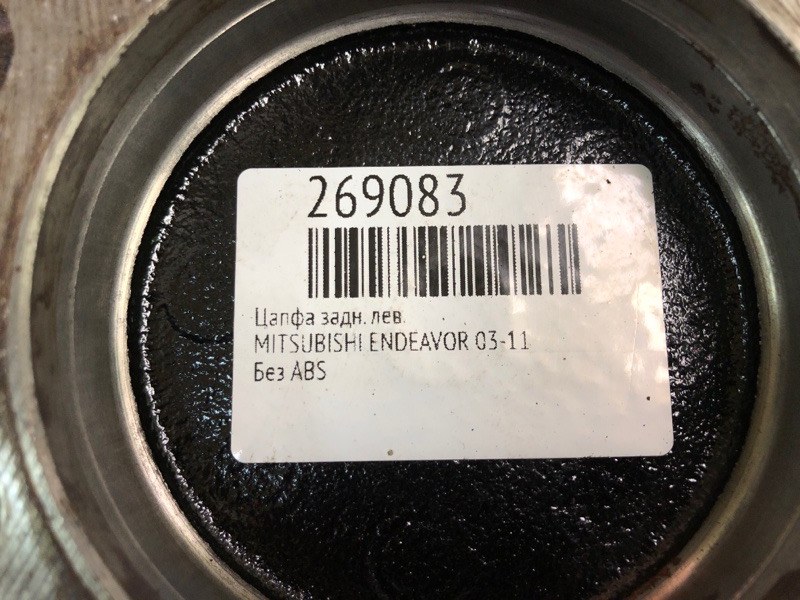 269083
Цапфа задн. лев.
MITSUBISHI ENDEAVOR 03-11
Без ABS